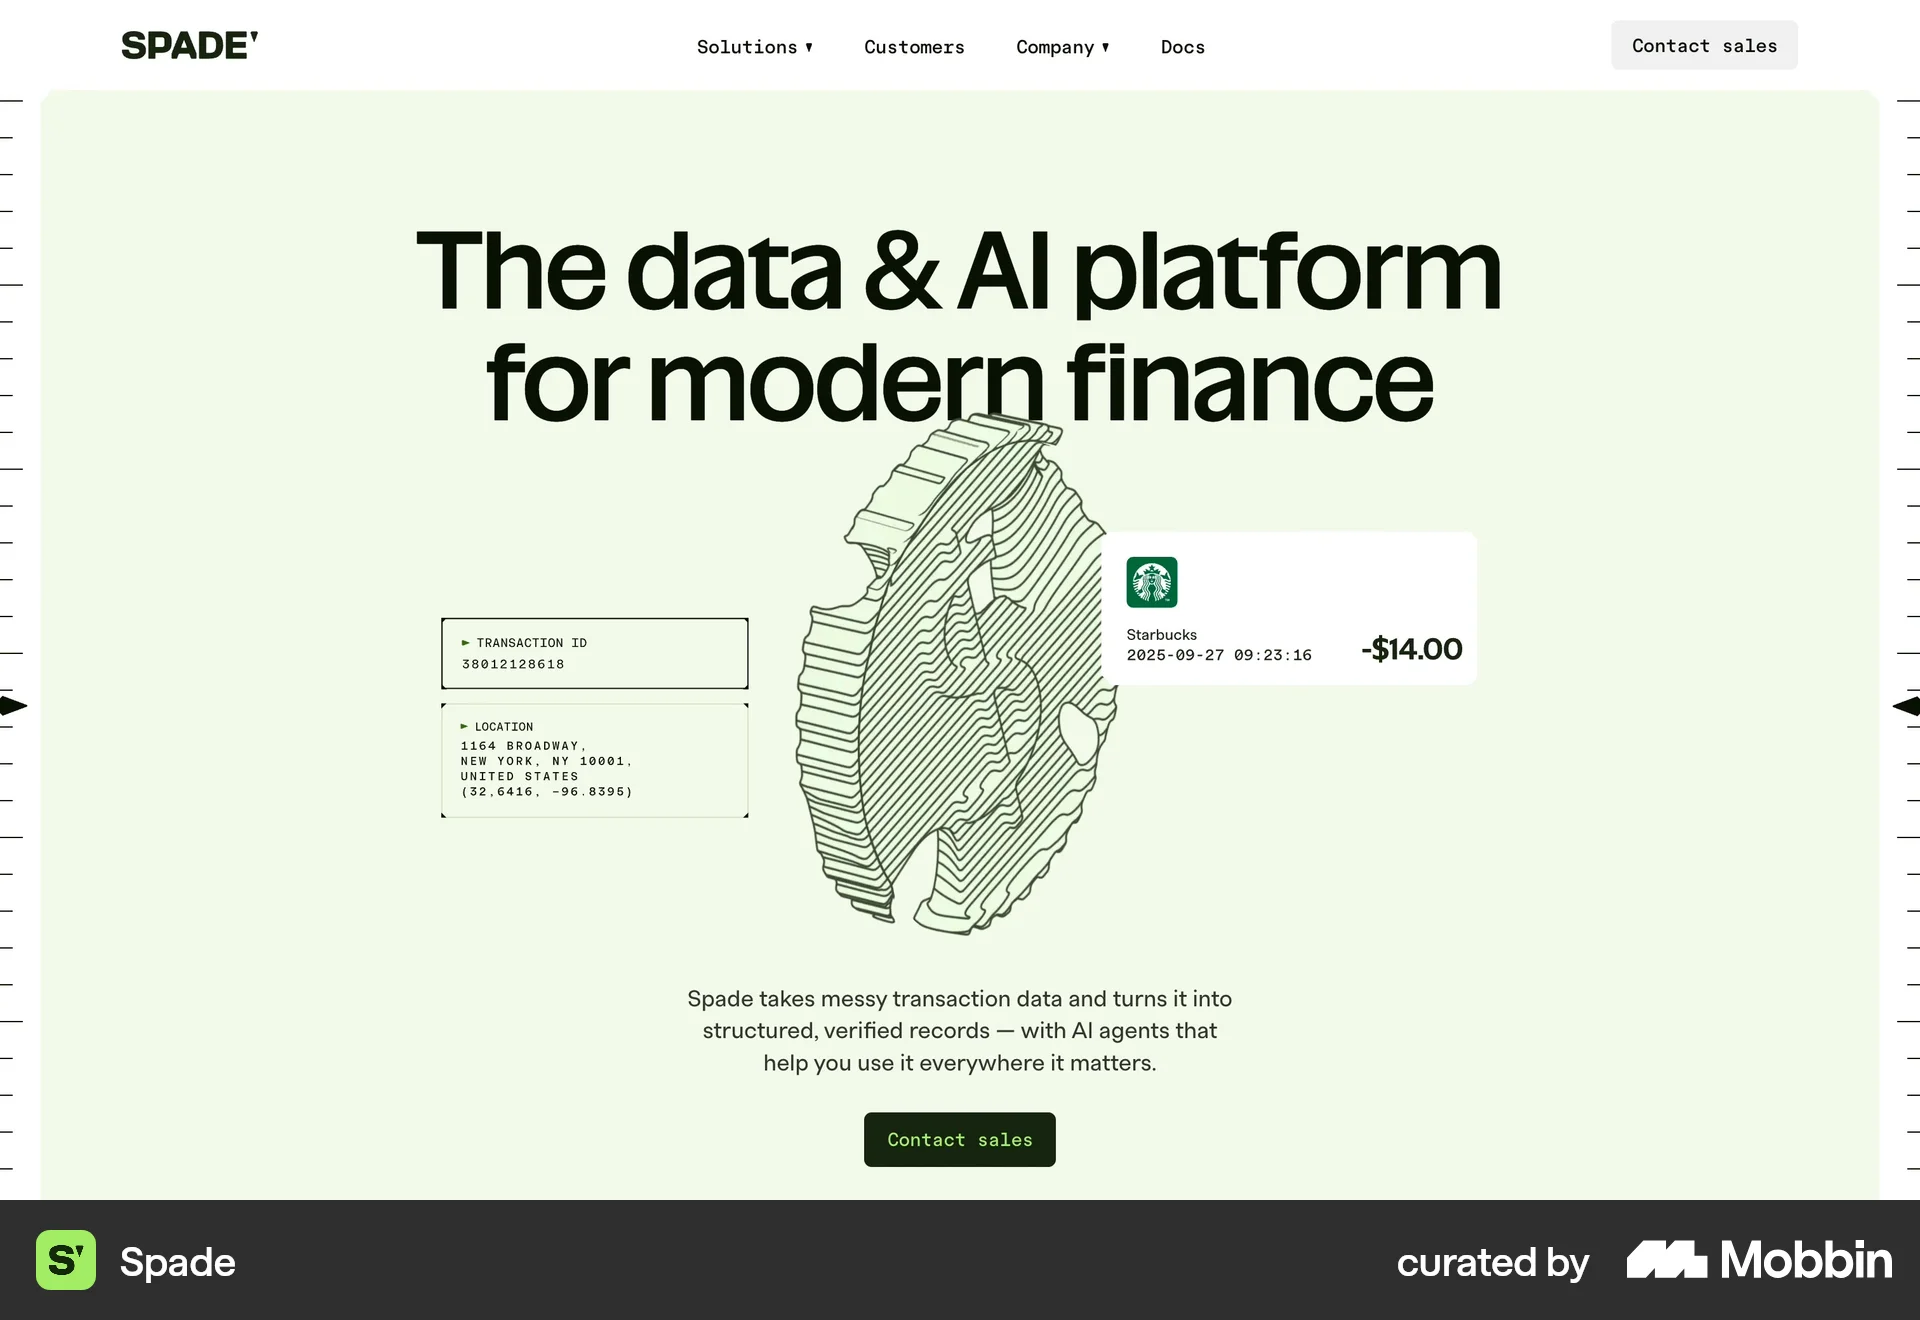 SPADE'
Solutions ▾ Customers Company ▾ Docs
Contact sales
The data & AI platform
for modern finance
► TRANSACTION ID
38012128618
► LOCATION
1164 BROADWAY,
NEW YORK, NY 10001,
UNITED STATES
(32,6416, -96.8395)
Starbucks
2025-09-27 09:23:16
-$14.00
Spade takes messy transaction data and turns it into
structured, verified records — with AI agents that
help you use it everywhere it matters.
Contact sales
S' Spade
curated by Mobbin